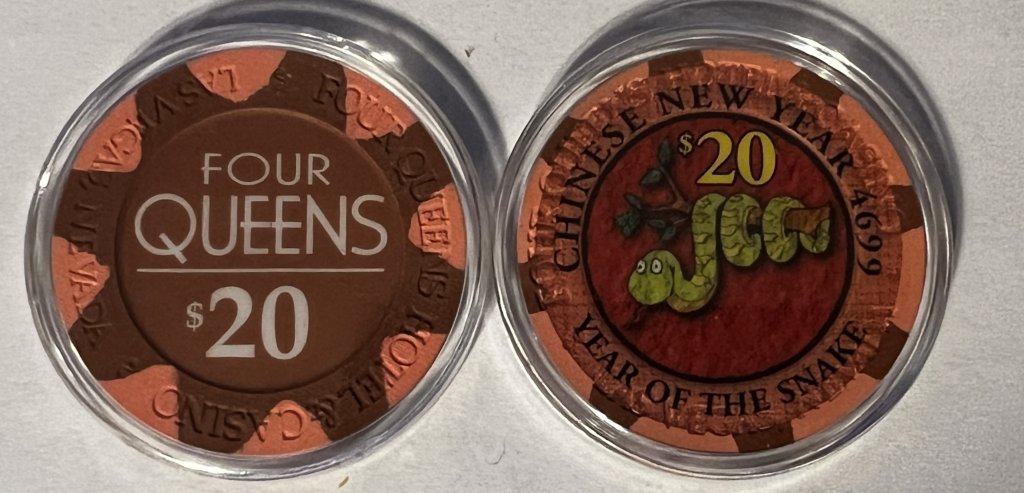 FOUR
QUEENS
$20
FOUR QUEENS HOTEL & CASINO
LAS VEGAS, NEVADA
CHINESE NEW YEAR 4699
$20
YEAR OF THE SNAKE